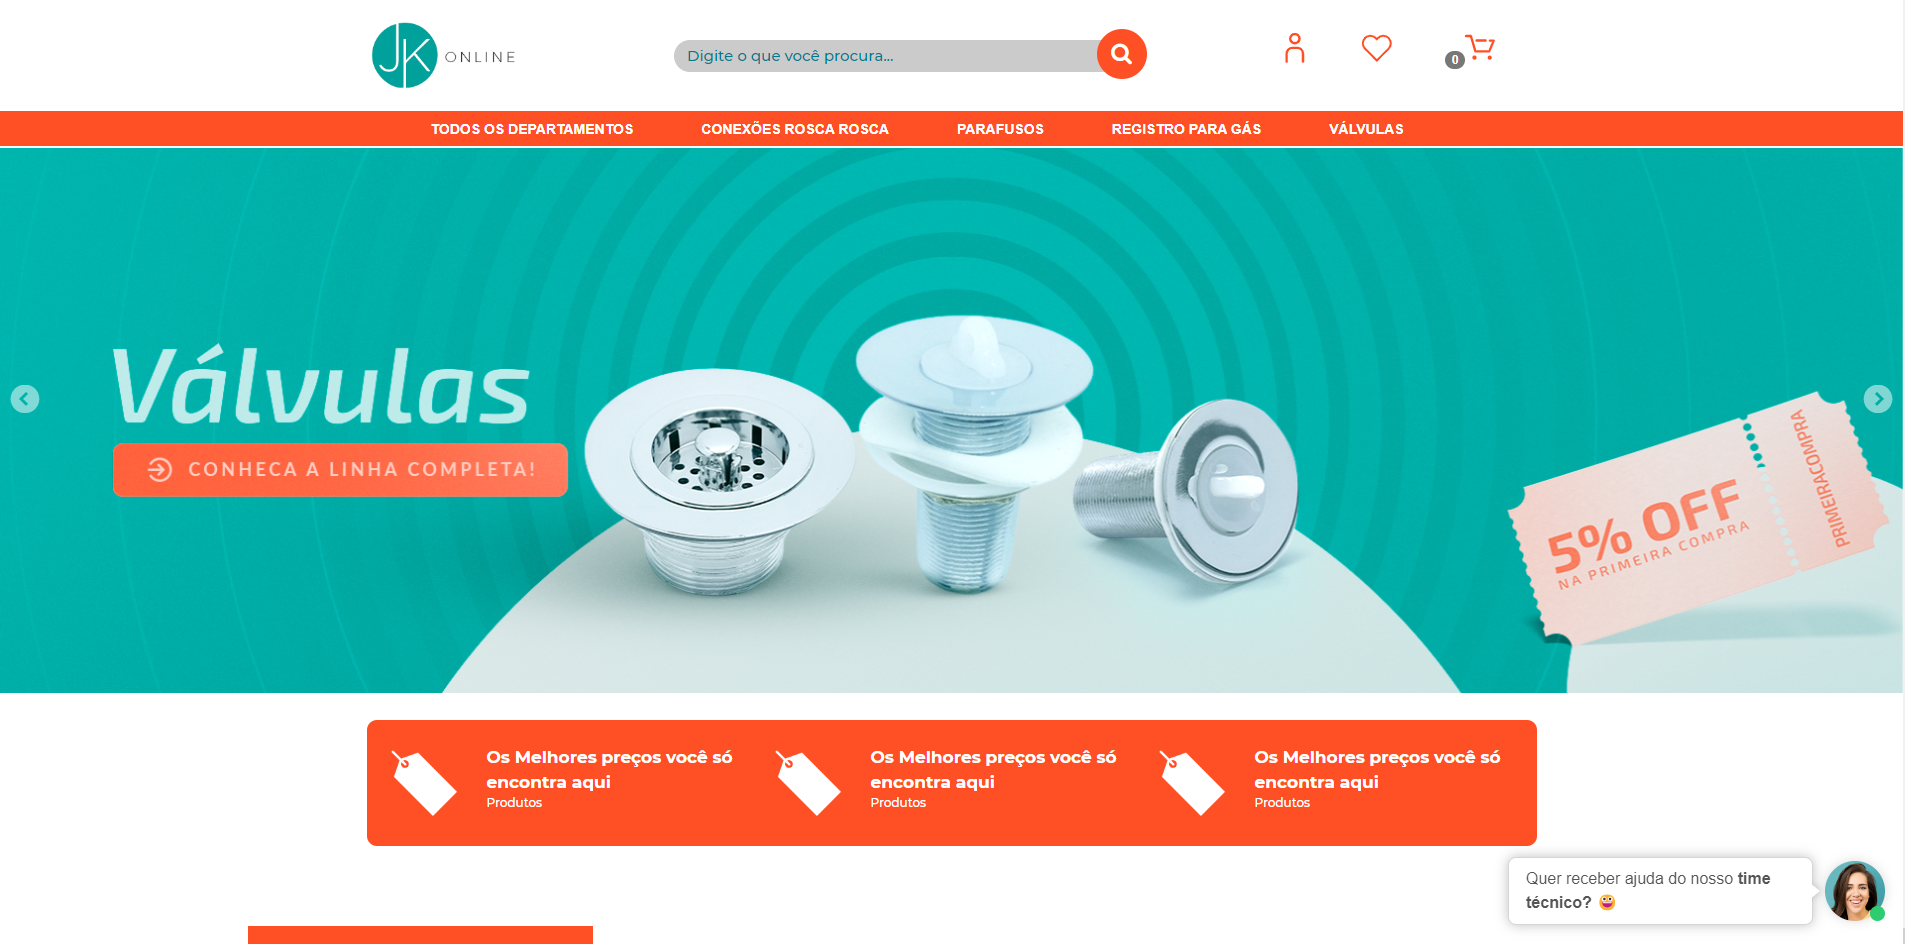 JK ONLINE
Digite o que você procura...
0
TODOS OS DEPARTAMENTOS
CONEXÕES ROSCA ROSCA
PARAFUSOS
REGISTRO PARA GÁS
VÁLVULAS
Válvulas
CONHECA A LINHA COMPLETA!
5% OFF
NA PRIMEIRA COMPRA
PRIMEIRACOMPRA
Os Melhores preços você só
encontra aqui
Produtos
Os Melhores preços você só
encontra aqui
Produtos
Os Melhores preços você só
encontra aqui
Produtos
Quer receber ajuda do nosso time
técnico? 😀